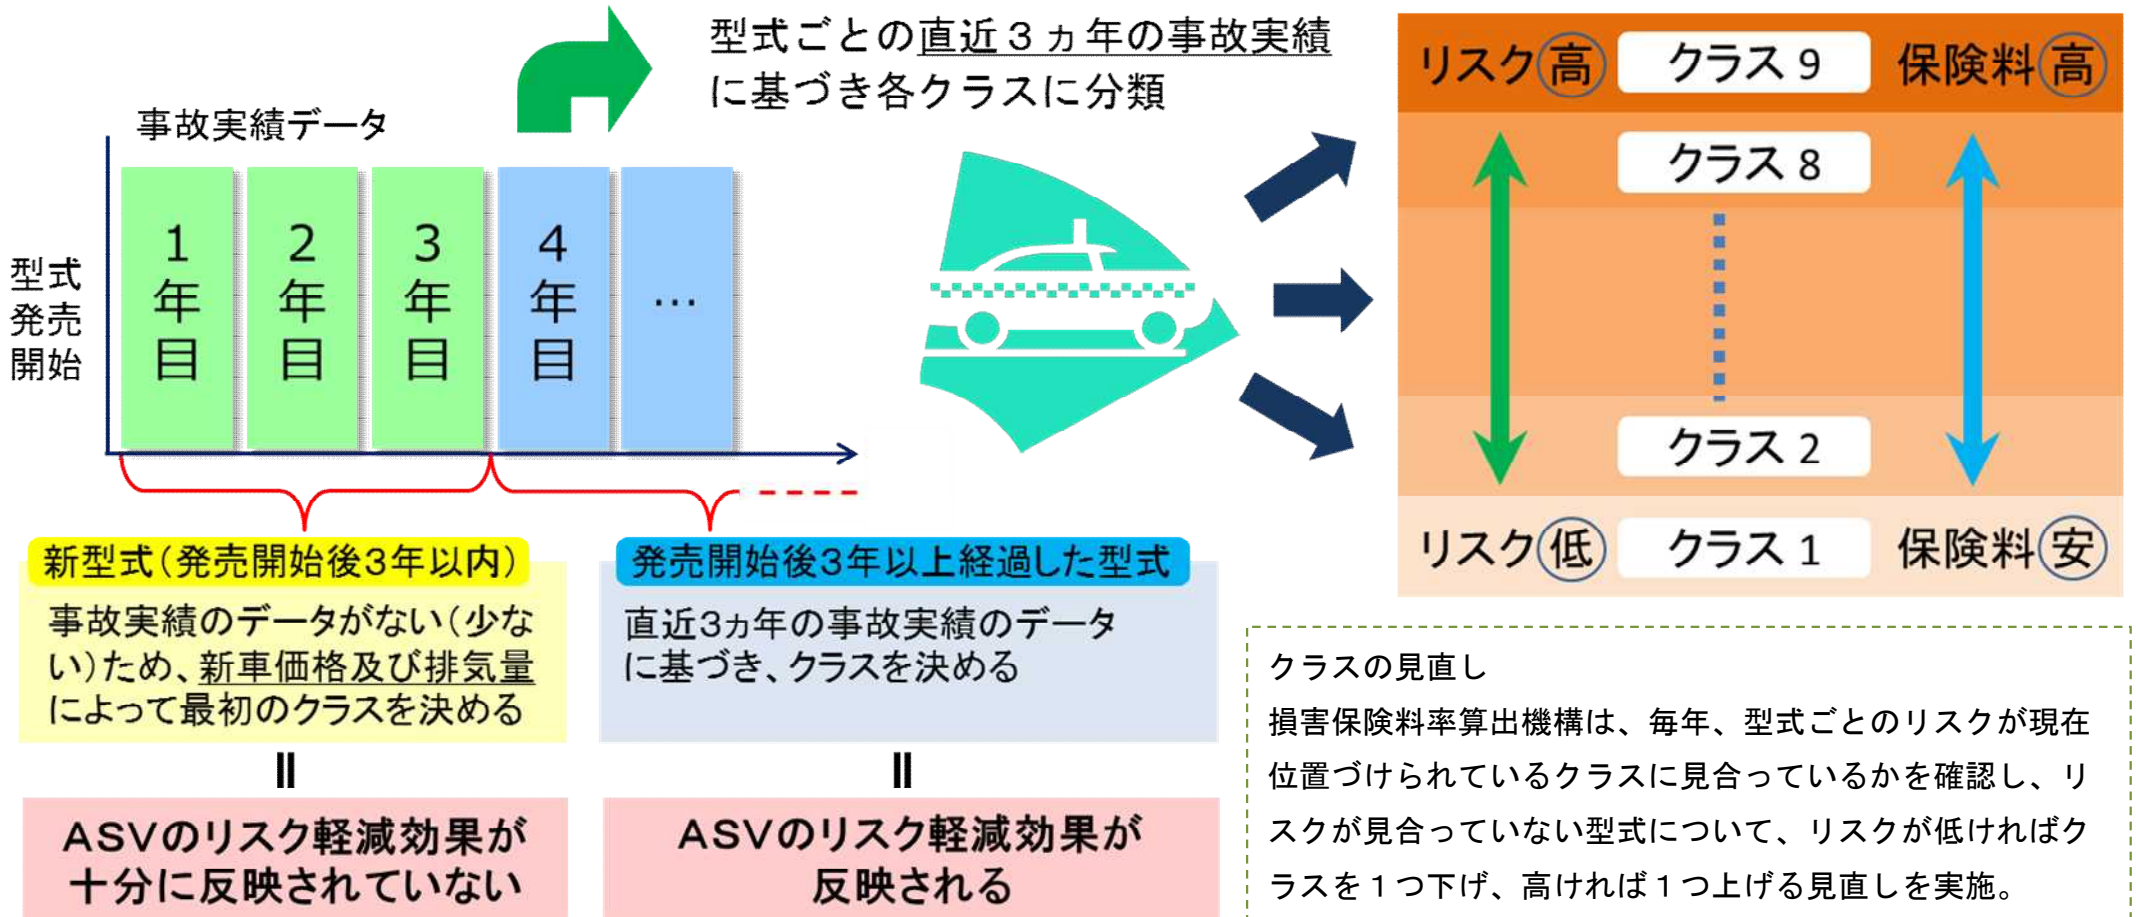 型式ごとの直近３ヵ年の事故実績
に基づき各クラスに分類
事故実績データ
型式
発売
開始
1年目
2年目
3年目
4年目
…
新型式(発売開始後3年以内)
事故実績のデータがない(少な
い)ため、新車価格及び排気量
によって最初のクラスを決める
||
ASVのリスク軽減効果が
十分に反映されていない
発売開始後3年以上経過した型式
直近3ヵ年の事故実績のデータ
に基づき、クラスを決める
||
ASVのリスク軽減効果が
反映される
リスク高 クラス 9 保険料高
クラス 8
クラス 2
リスク低 クラス 1 保険料安
クラスの見直し
損害保険料率算出機構は、毎年、型式ごとのリスクが現在
位置づけられているクラスに見合っているかを確認し、リ
スクが見合っていない型式について、リスクが低ければク
ラスを１つ下げ、高ければ１つ上げる見直しを実施。